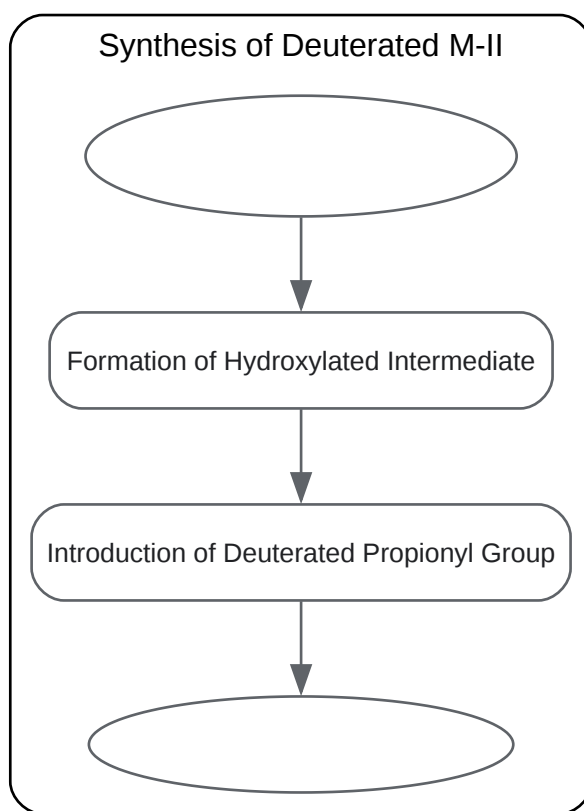 Synthesis of Deuterated M-II
Formation of Hydroxylated Intermediate
Introduction of Deuterated Propionyl Group